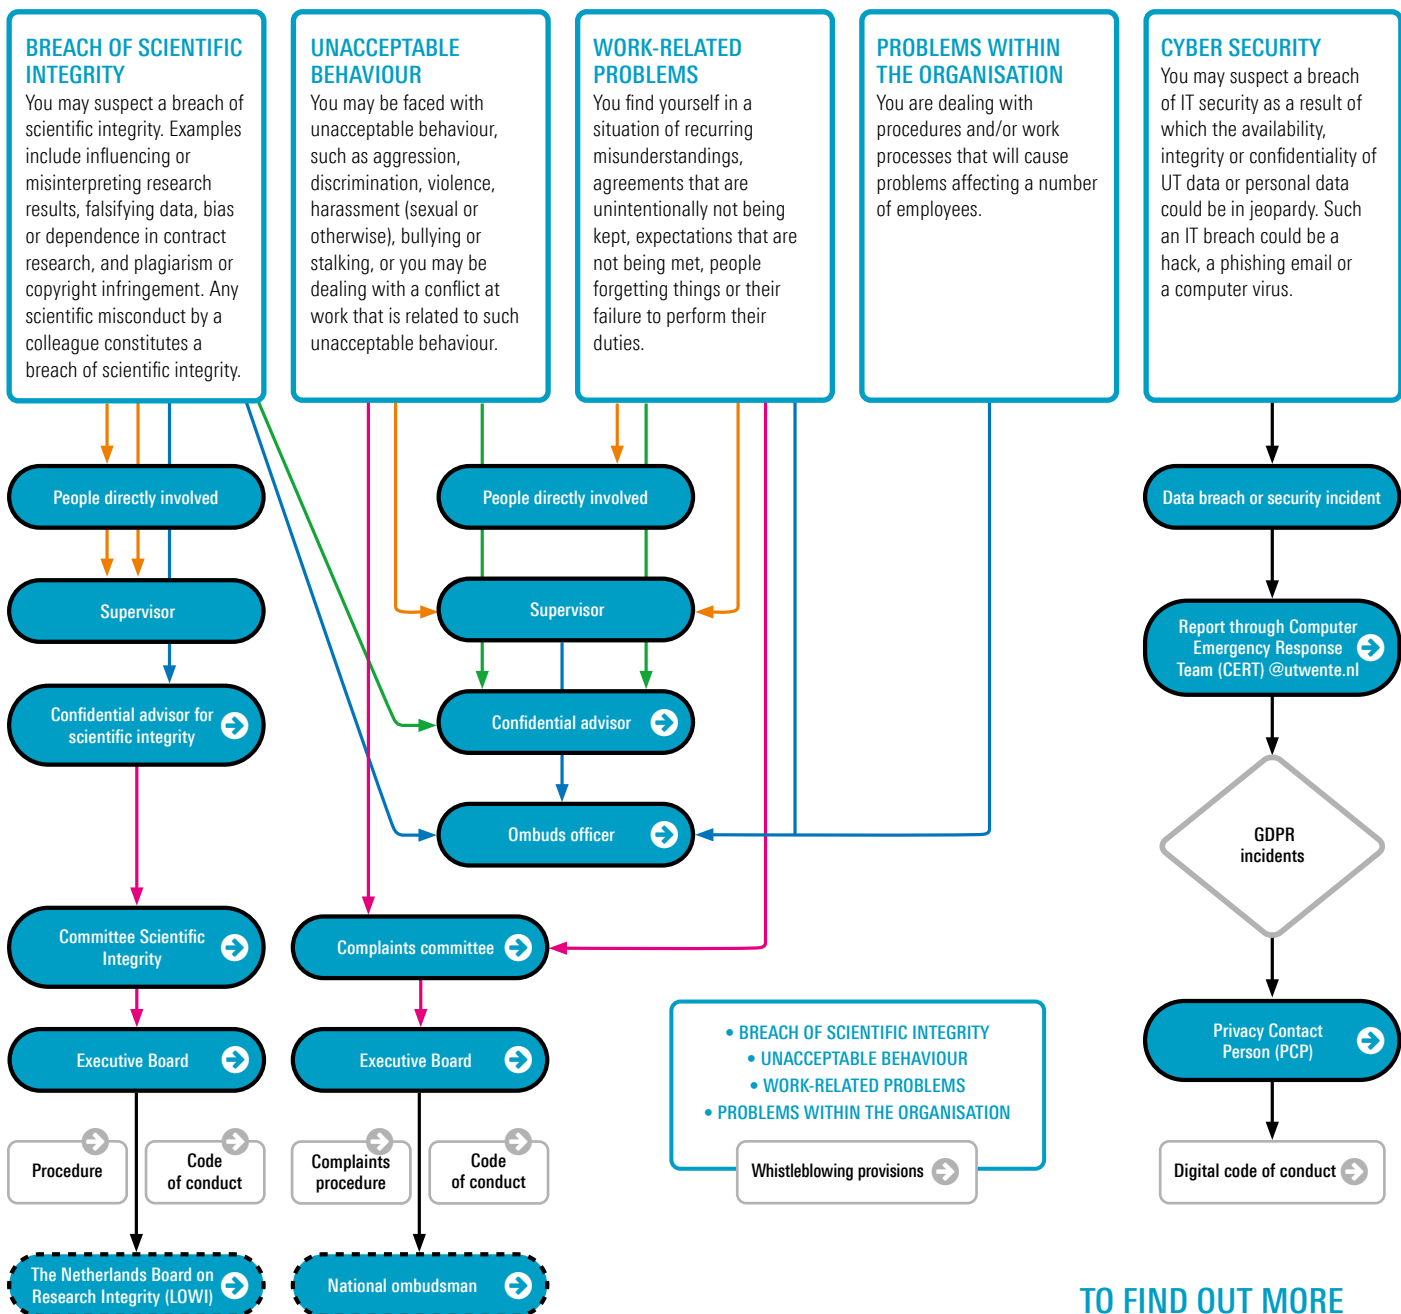 BREACH OF SCIENTIFIC
INTEGRITY
You may suspect a breach of
scientific integrity. Examples
include influencing or
misinterpreting research
results, falsifying data, bias
or dependence in contract
research, and plagiarism or
copyright infringement. Any
scientific misconduct by a
colleague constitutes a
breach of scientific integrity.
UNACCEPTABLE
BEHAVIOUR
You may be faced with
unacceptable behaviour,
such as aggression,
discrimination, violence,
harassment (sexual or
otherwise), bullying or
stalking, or you may be
dealing with a conflict at
work that is related to such
unacceptable behaviour.
WORK-RELATED
PROBLEMS
You find yourself in a
situation of recurring
misunderstandings,
agreements that are
unintentionally not being
kept, expectations that are
not being met, people
forgetting things or their
failure to perform their
duties.
PROBLEMS WITHIN
THE ORGANISATION
You are dealing with
procedures and/or work
processes that will cause
problems affecting a number
of employees.
CYBER SECURITY
You may suspect a breach
of IT security as a result of
which the availability,
integrity or confidentiality of
UT data or personal data
could be in jeopardy. Such
an IT breach could be a
hack, a phishing email or
a computer virus.
People directly involved
People directly involved
Data breach or security incident
Supervisor
Supervisor
Report through Computer
Emergency Response
Team (CERT) @utwente.nl
Confidential advisor for
scientific integrity
Confidential advisor
Ombuds officer
GDPR
incidents
Committee Scientific
Integrity
Complaints committee
Executive Board
Executive Board
• BREACH OF SCIENTIFIC INTEGRITY
• UNACCEPTABLE BEHAVIOUR
• WORK-RELATED PROBLEMS
• PROBLEMS WITHIN THE ORGANISATION
Privacy Contact
Person (PCP)
Procedure
Code
of conduct
Complaints
procedure
Code
of conduct
Whistleblowing provisions
Digital code of conduct
The Netherlands Board on
Research Integrity (LOWI)
National ombudsman
TO FIND OUT MORE